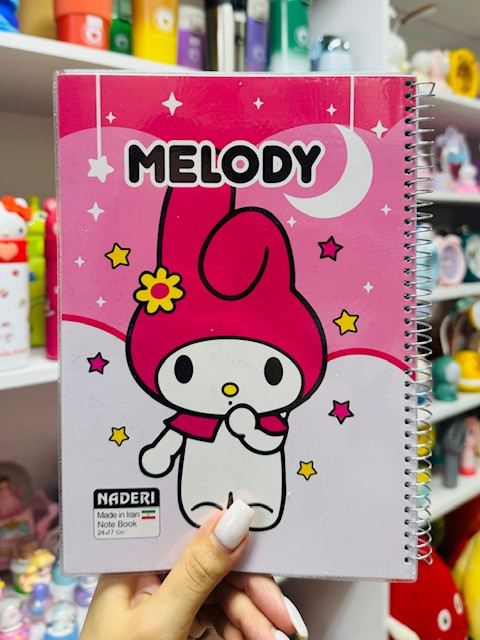 MELODY
NADERI
Made in Iran
Note Book
24x17 Cm